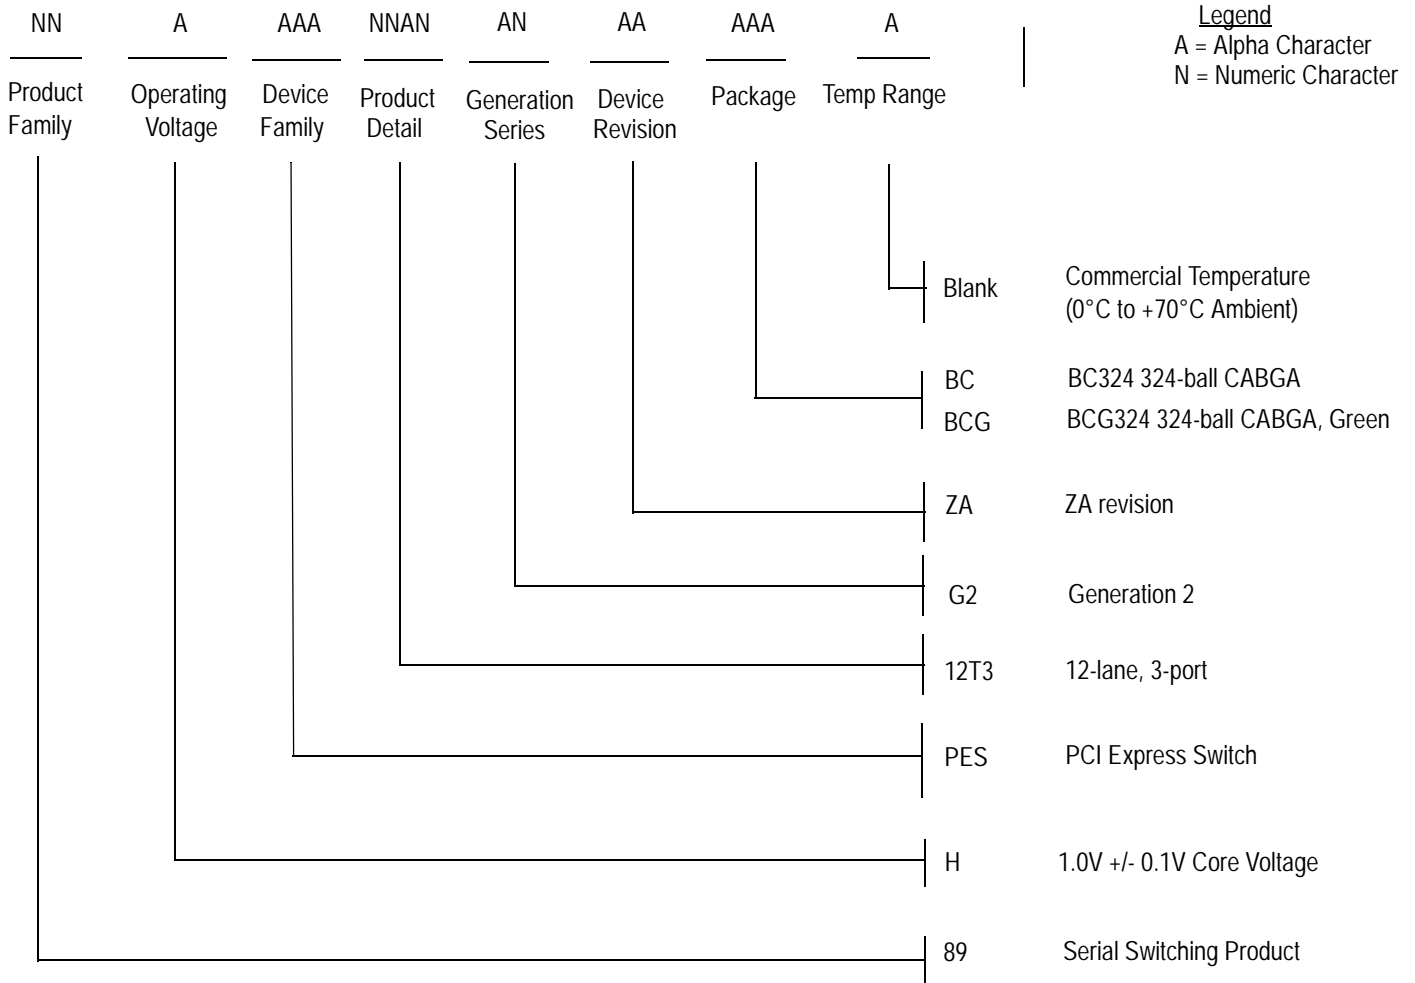 NN A AAA NNAN AN AA AAA A
Legend
A = Alpha Character
N = Numeric Character
Product Family
Operating Voltage
Device Family
Product Detail
Generation Series
Device Revision
Package
Temp Range
Blank Commercial Temperature
(0°C to +70°C Ambient)
BC BC324 324-ball CABGA
BCG BCG324 324-ball CABGA, Green
ZA ZA revision
G2 Generation 2
12T3 12-lane, 3-port
PES PCI Express Switch
H 1.0V +/- 0.1V Core Voltage
89 Serial Switching Product